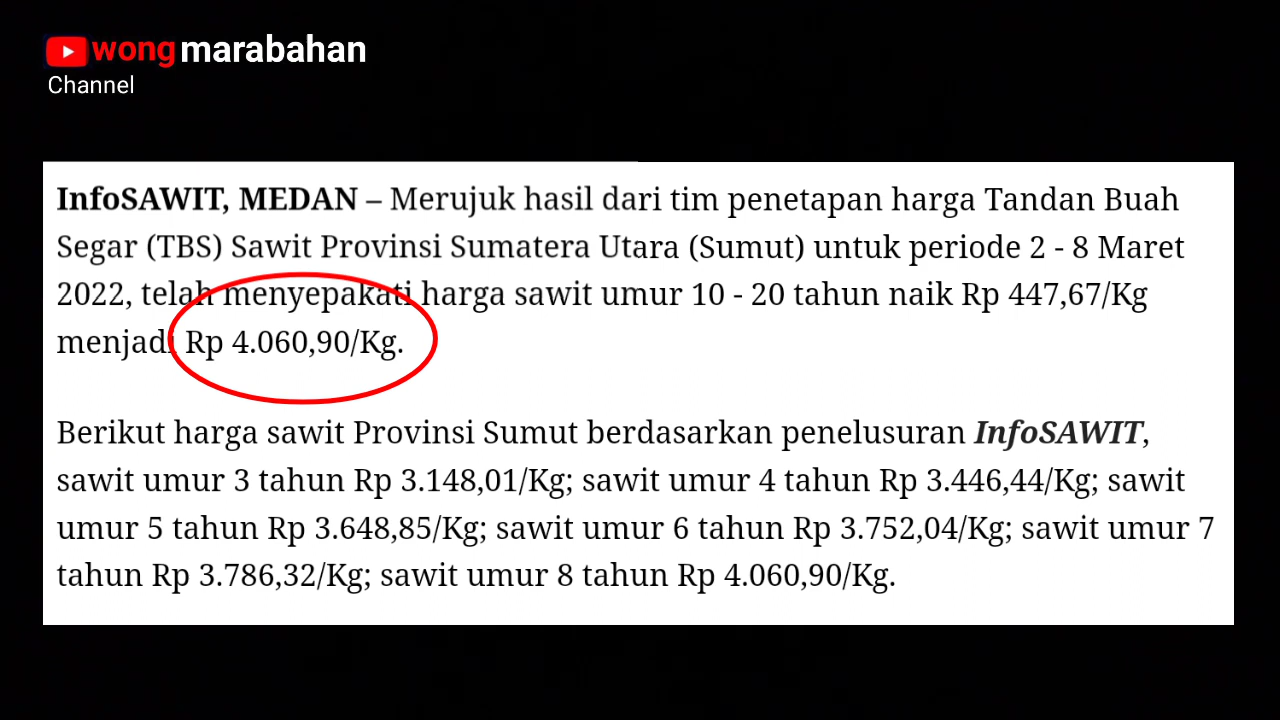 wong marabahan
Channel
InfoSAWIT, MEDAN – Merujuk hasil dari tim penetapan harga Tandan Buah
Segar (TBS) Sawit Provinsi Sumatera Utara (Sumut) untuk periode 2 - 8 Maret
2022, telah menyepakati harga sawit umur 10 - 20 tahun naik Rp 447,67/Kg
menjadi Rp 4.060,90/Kg.
Berikut harga sawit Provinsi Sumut berdasarkan penelusuran InfoSAWIT,
sawit umur 3 tahun Rp 3.148,01/Kg; sawit umur 4 tahun Rp 3.446,44/Kg; sawit
umur 5 tahun Rp 3.648,85/Kg; sawit umur 6 tahun Rp 3.752,04/Kg; sawit umur 7
tahun Rp 3.786,32/Kg; sawit umur 8 tahun Rp 4.060,90/Kg.